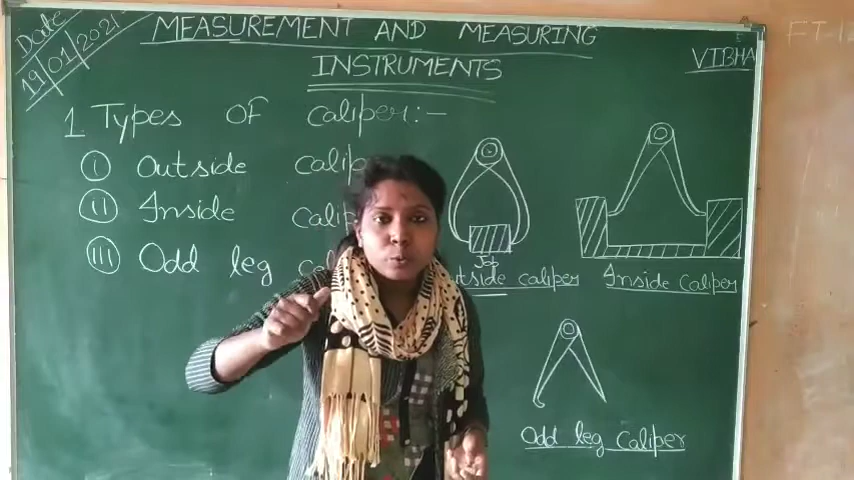 Date
19/01/2021
MEASUREMENT AND MEASURING
INSTRUMENTS
VIBHA
1. Types of caliper:-
(i) Outside
(ii) Inside
(iii) Odd leg
Job
caliper
Inside caliper
Odd leg caliper